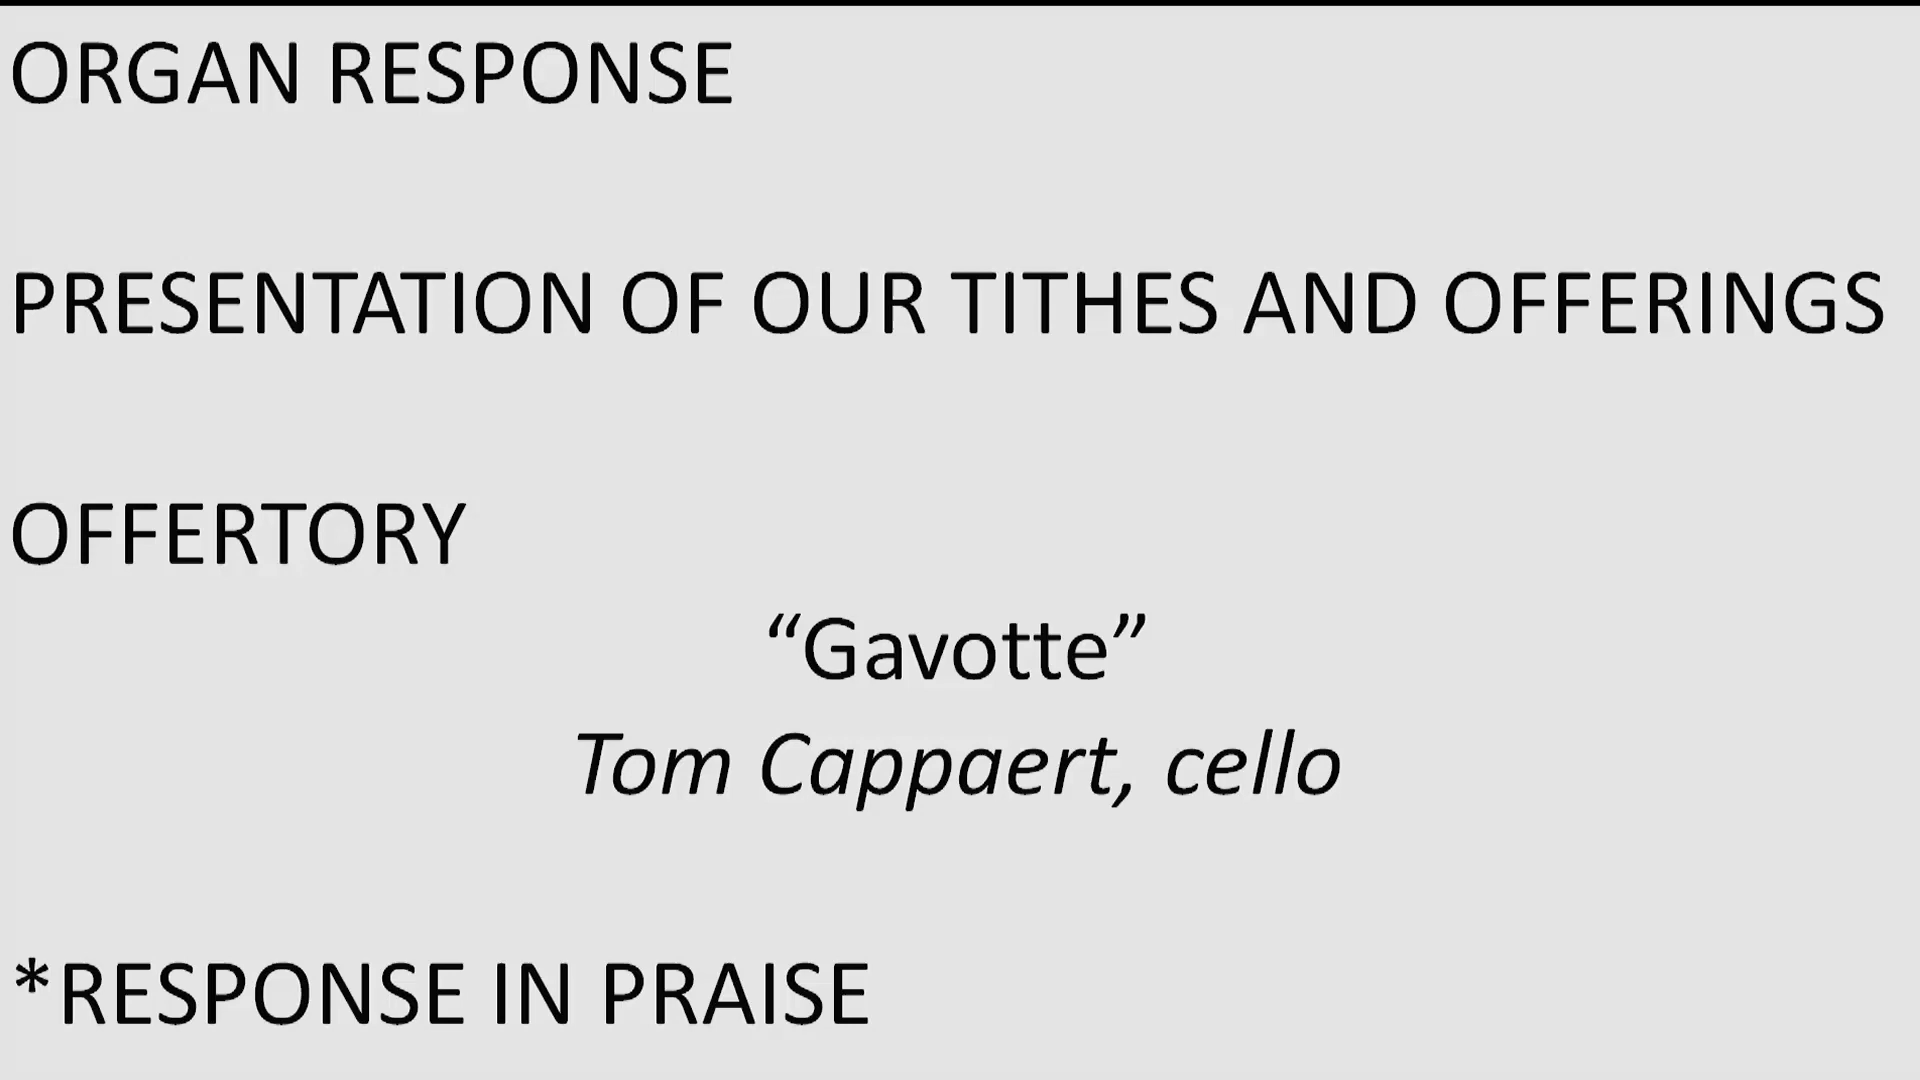 ORGAN RESPONSE
PRESENTATION OF OUR TITHES AND OFFERINGS
OFFERTORY
“Gavotte”
Tom Cappaert, cello
*RESPONSE IN PRAISE